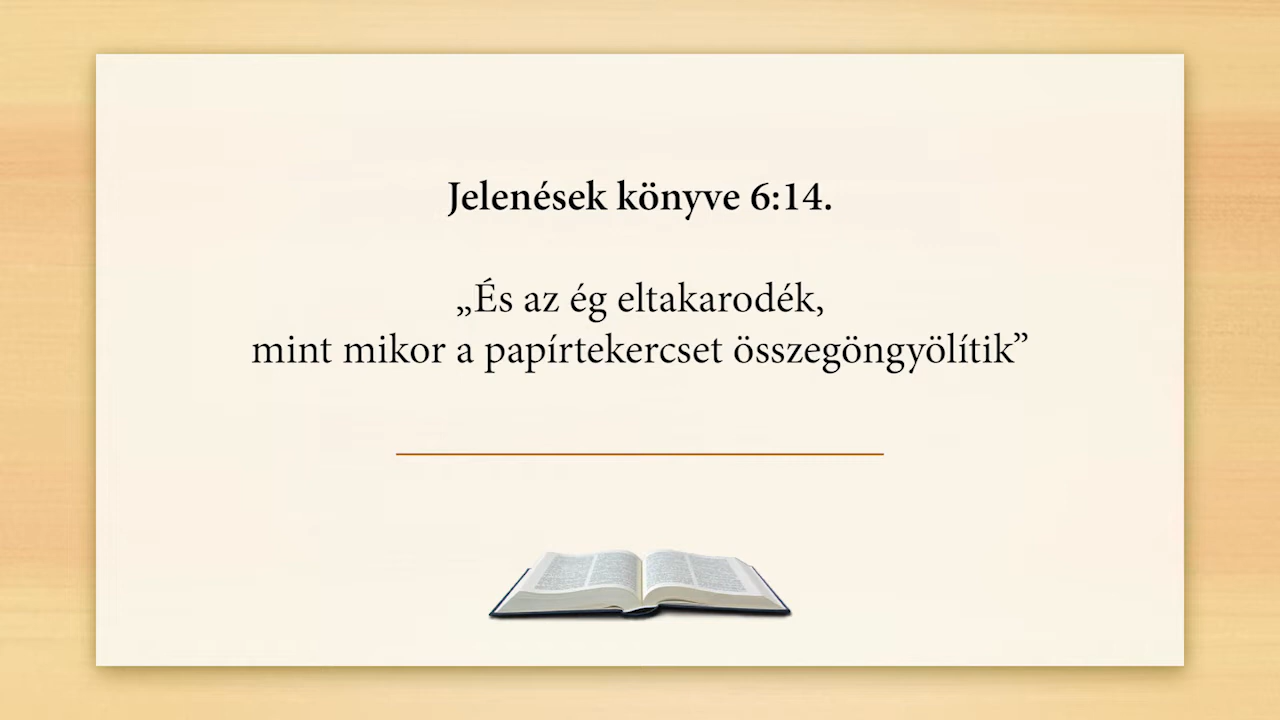 Jelenések könyve 6:14.
„És az ég eltakarodék,
mint mikor a papírtekercset összegöngyölítik”